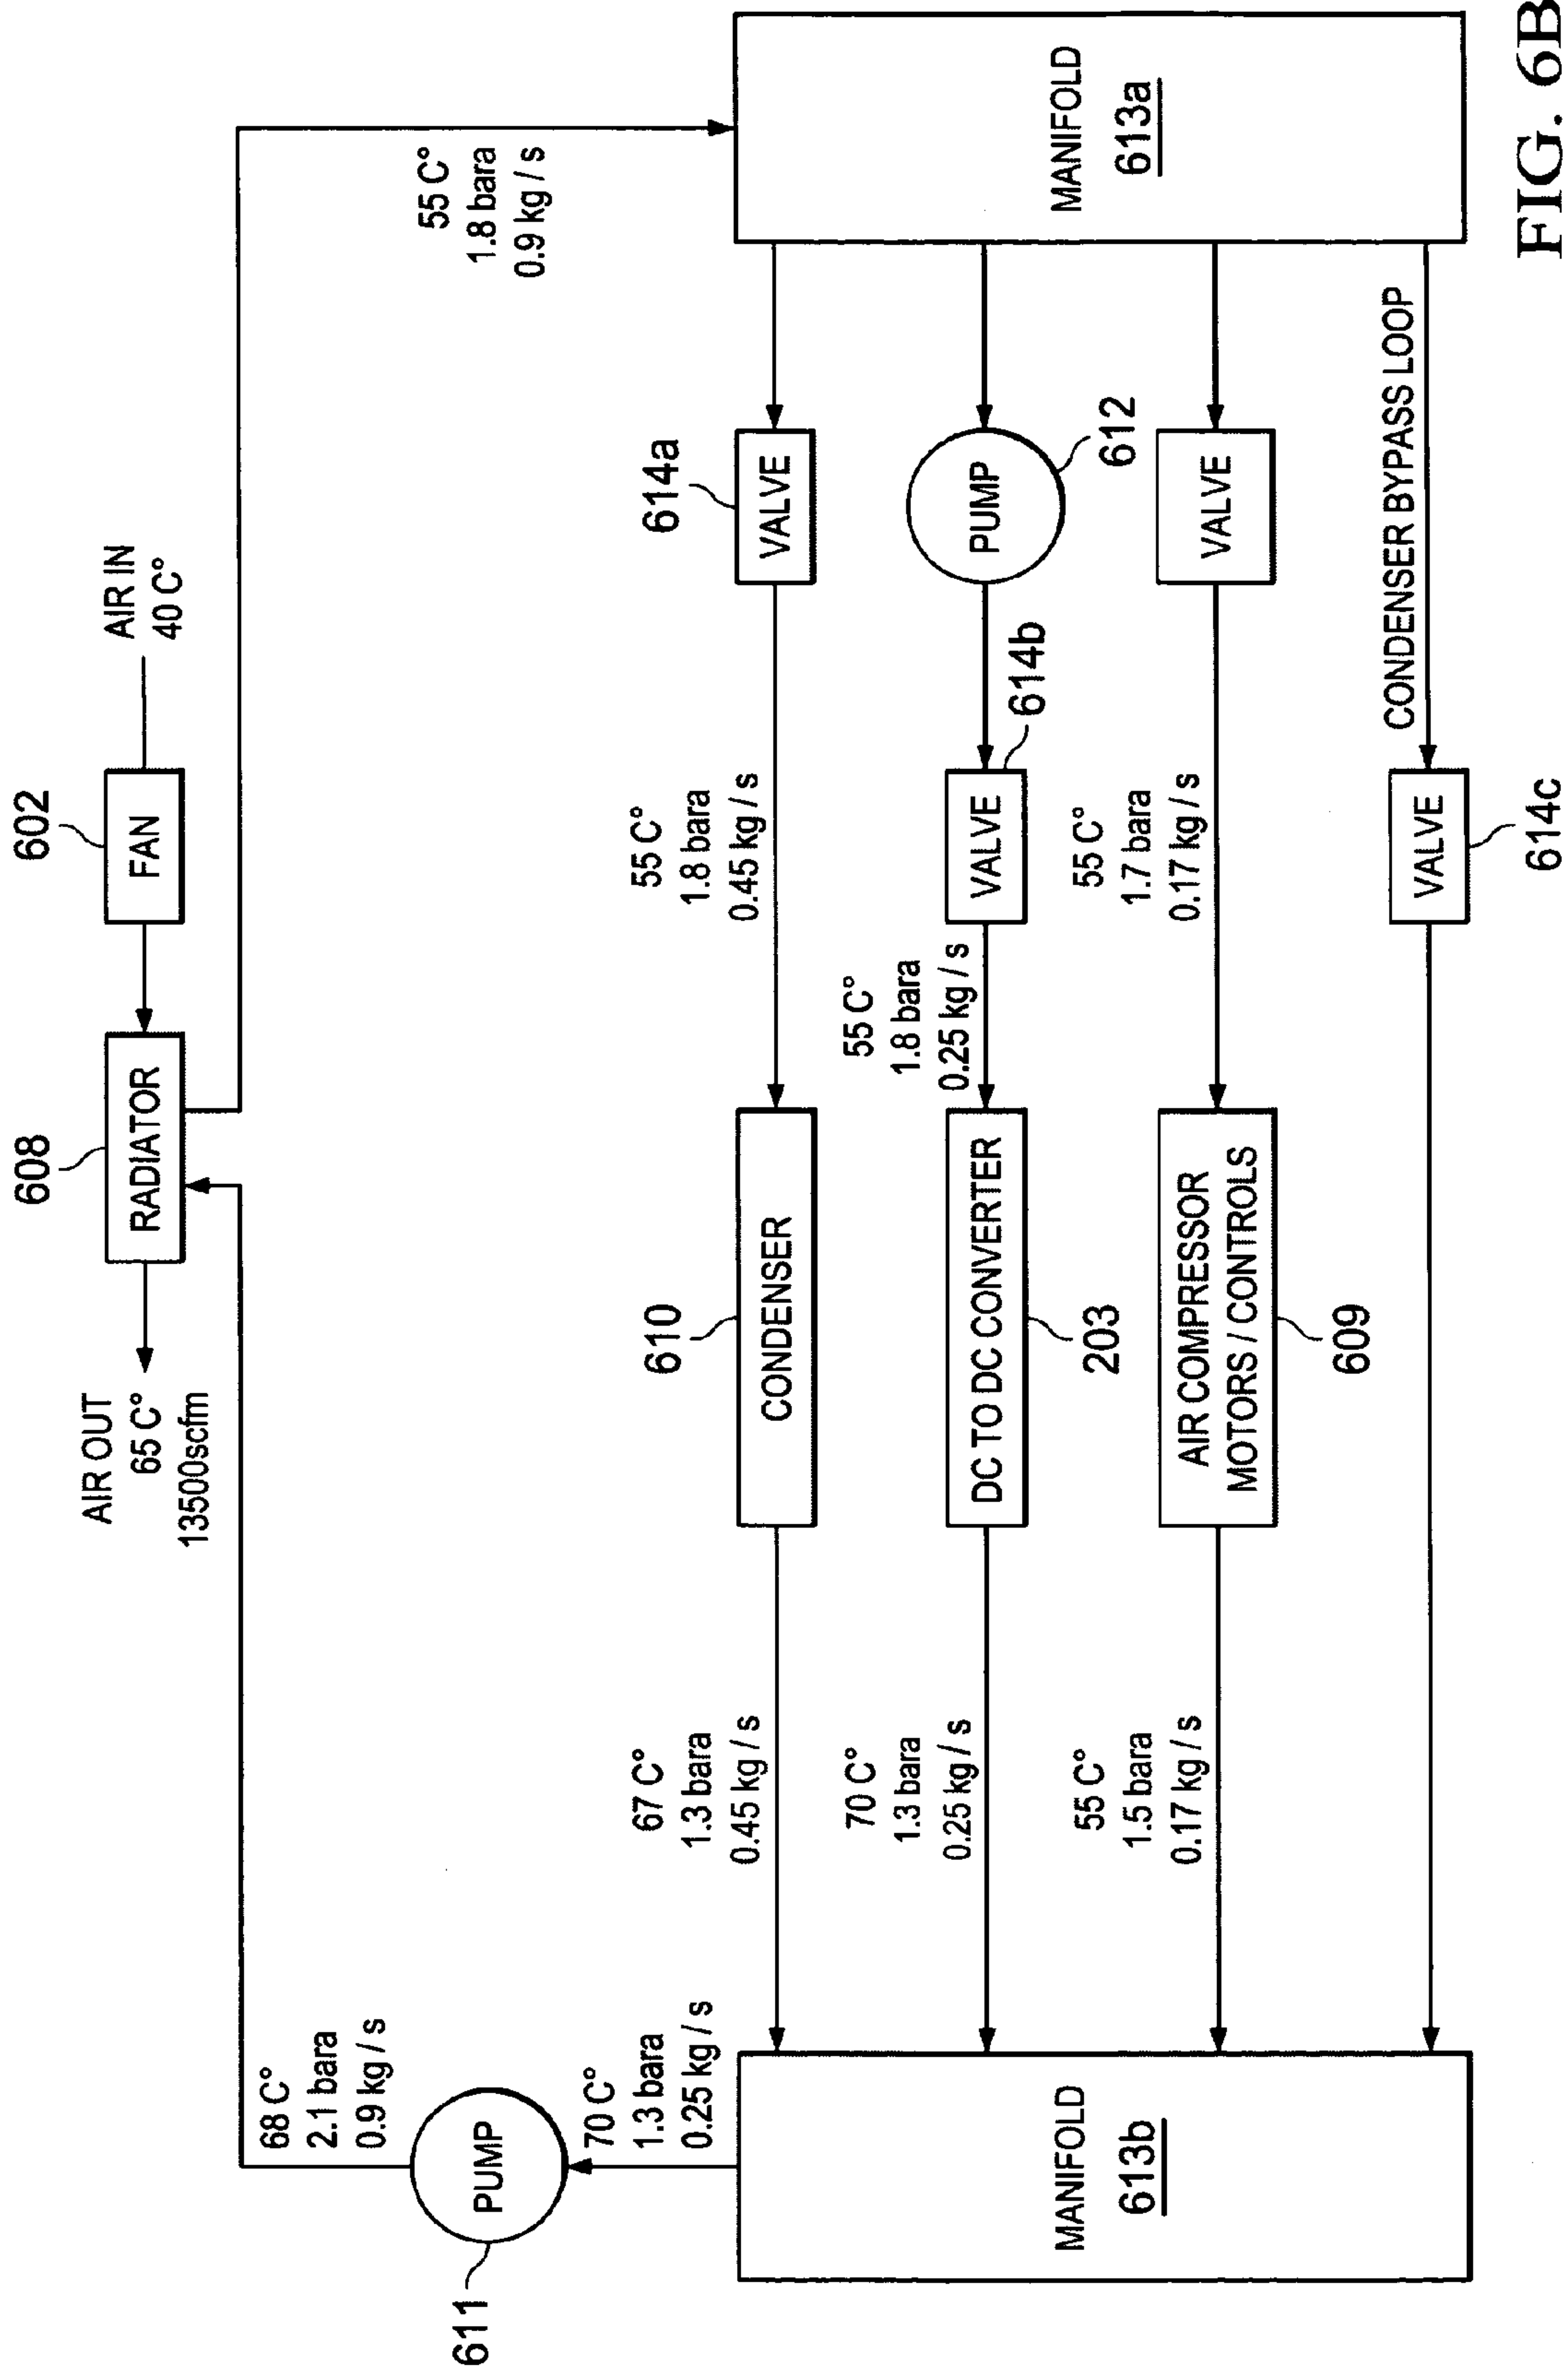 602
FAN
AIR IN
40 C°
608
RADIATOR
AIR OUT
65 C°
13500scfm
68 C°
2.1 bara
0.9 kg / s
55 C°
1.8 bara
0.9 kg / s
611
PUMP
70 C°
1.3 bara
0.25 kg / s
MANIFOLD
613b
67 C°
1.3 bara
0.45 kg / s
610
CONDENSER
55 C°
1.8 bara
0.45 kg / s
614a
VALVE
70 C°
1.3 bara
0.25 kg / s
DC TO DC CONVERTER
203
55 C°
1.8 bara
0.25 kg / s
VALVE
614b
PUMP
612
55 C°
1.5 bara
0.17 kg / s
AIR COMPRESSOR
MOTORS / CONTROLS
609
55 C°
1.7 bara
0.17 kg / s
VALVE
VALVE
614c
CONDENSER BYPASS LOOP
MANIFOLD
613a
FIG. 6B